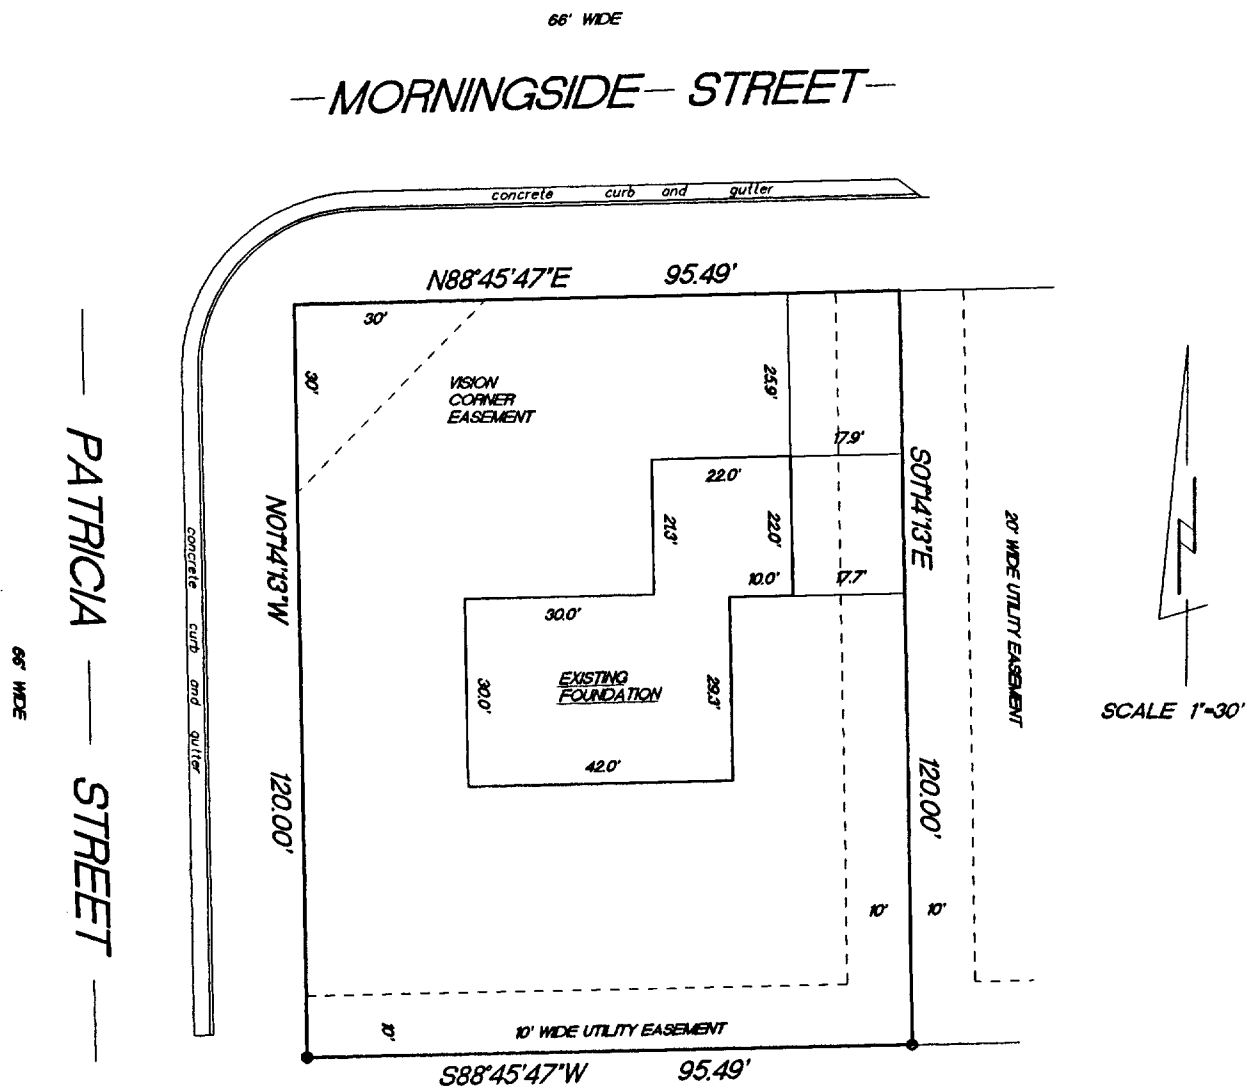 66' WIDE
MORNINGSIDE STREET
concrete curb and gutter
N88°45'47"E 95.49'
30'
30'
VISION
CORNER
EASEMENT
25.9'
17.9'
22.0'
21.3'
22.0'
10.0'
17.7'
30.0'
30.0'
EXISTING
FOUNDATION
29.3'
42.0'
N01°14'13"W
120.00'
S01°14'13"E
120.00'
20' WIDE UTILITY EASEMENT
PATRICIA STREET
66' WIDE
concrete curb and gutter
SCALE 1"=30'
10'
10'
10'
10' WIDE UTILITY EASEMENT
S88°45'47"W 95.49'